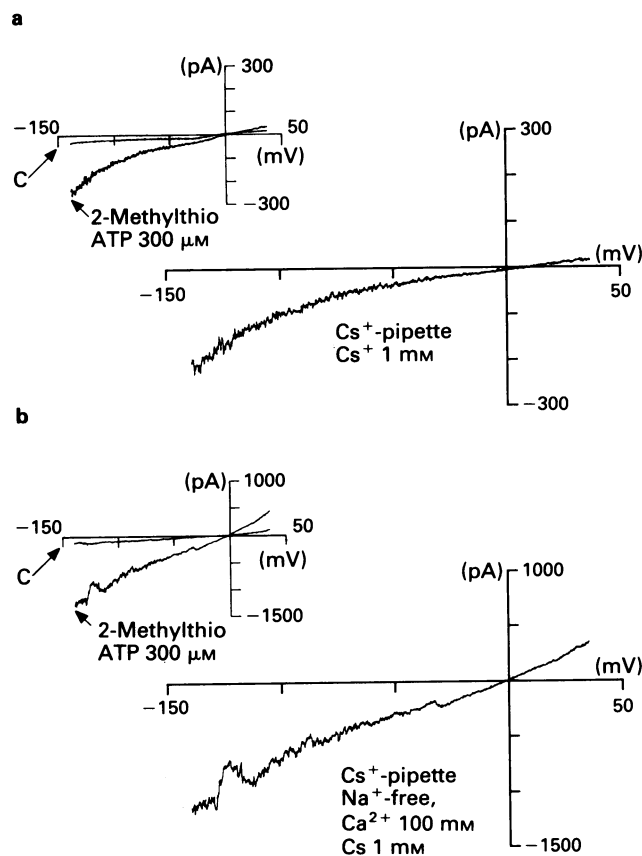 a
(pA) 300
−150
50
(mV)
C
2-Methylthio
ATP 300 μM
−300
(pA) 300
(mV)
−150
50
Cs⁺-pipette
Cs⁺ 1 mM
−300
b
(pA) 1000
−150
50
(mV)
C
−1500
2-Methylthio
ATP 300 μM
(pA) 1000
(mV)
−150
50
Cs⁺-pipette
Na⁺-free,
Ca²⁺ 100 mM
Cs 1 mM
−1500